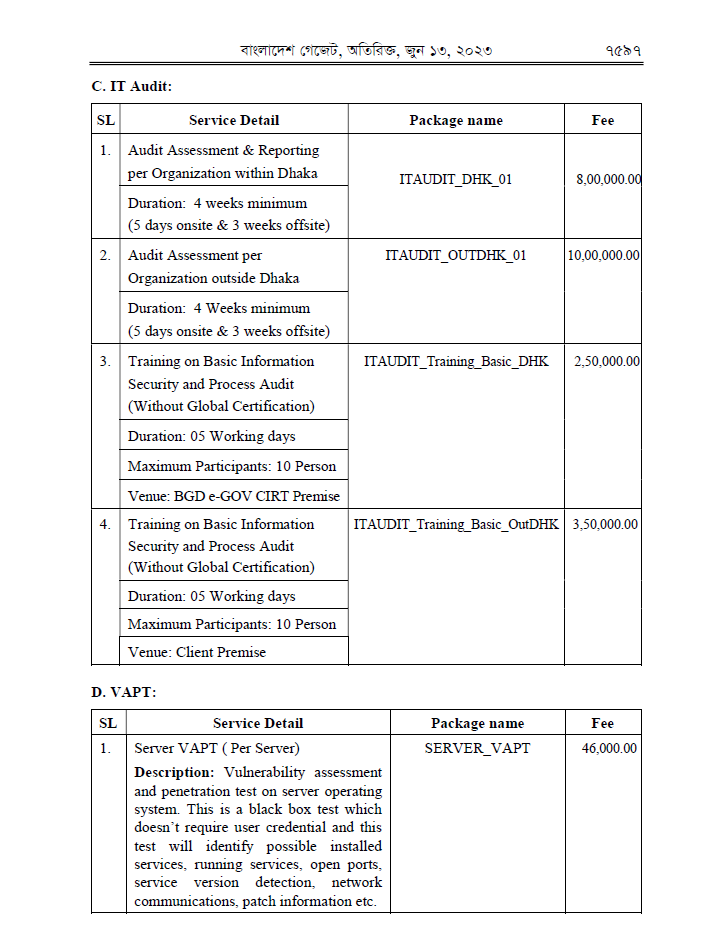 বাংলাদেশ গেজেট, অতিরিক্ত, জুন ১৩, ২০২৩ ৭৫৯৭
C. IT Audit:
SL Service Detail Package name Fee
1. Audit Assessment & Reporting
per Organization within Dhaka
ITAUDIT_DHK_01 8,00,000.00
Duration: 4 weeks minimum
(5 days onsite & 3 weeks offsite)
2. Audit Assessment per ITAUDIT_OUTDHK_01 10,00,000.00
Organization outside Dhaka
Duration: 4 Weeks minimum
(5 days onsite & 3 weeks offsite)
3. Training on Basic Information ITAUDIT_Training_Basic_DHK 2,50,000.00
Security and Process Audit
(Without Global Certification)
Duration: 05 Working days
Maximum Participants: 10 Person
Venue: BGD e-GOV CIRT Premise
4. Training on Basic Information ITAUDIT_Training_Basic_OutDHK 3,50,000.00
Security and Process Audit
(Without Global Certification)
Duration: 05 Working days
Maximum Participants: 10 Person
Venue: Client Premise
D. VAPT:
SL Service Detail Package name Fee
1. Server VAPT ( Per Server) SERVER_VAPT 46,000.00
Description: Vulnerability assessment
and penetration test on server operating
system. This is a black box test which
doesn’t require user credential and this
test will identify possible installed
services, running services, open ports,
service version detection, network
communications, patch information etc.